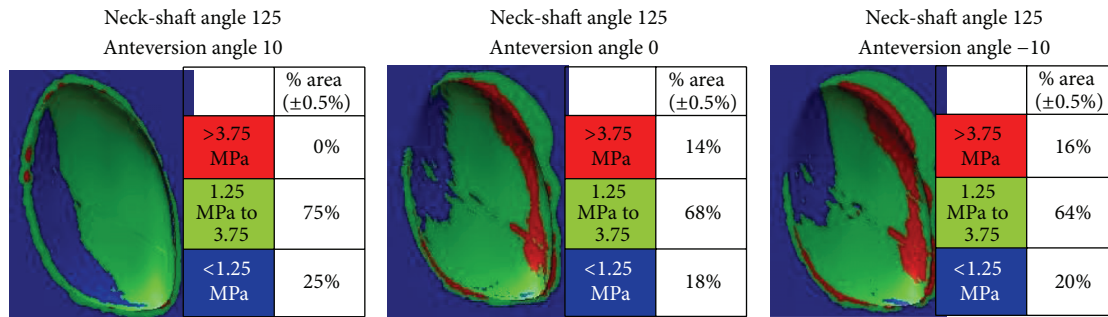 Neck-shaft angle 125
Anteversion angle 10
% area
(±0.5%)
>3.75
MPa
0%
1.25
MPa to
3.75
75%
<1.25
MPa
25%
Neck-shaft angle 125
Anteversion angle 0
% area
(±0.5%)
>3.75
MPa
14%
1.25
MPa to
3.75
68%
<1.25
MPa
18%
Neck-shaft angle 125
Anteversion angle −10
% area
(±0.5%)
>3.75
MPa
16%
1.25
MPa to
3.75
64%
<1.25
MPa
20%